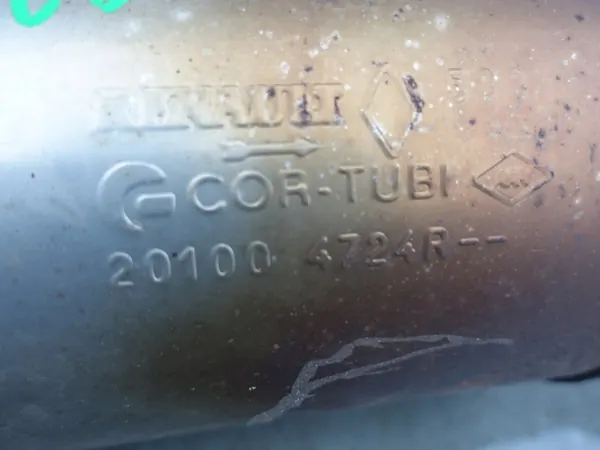 RENAULT
COR-TUBI
20100 4724R--